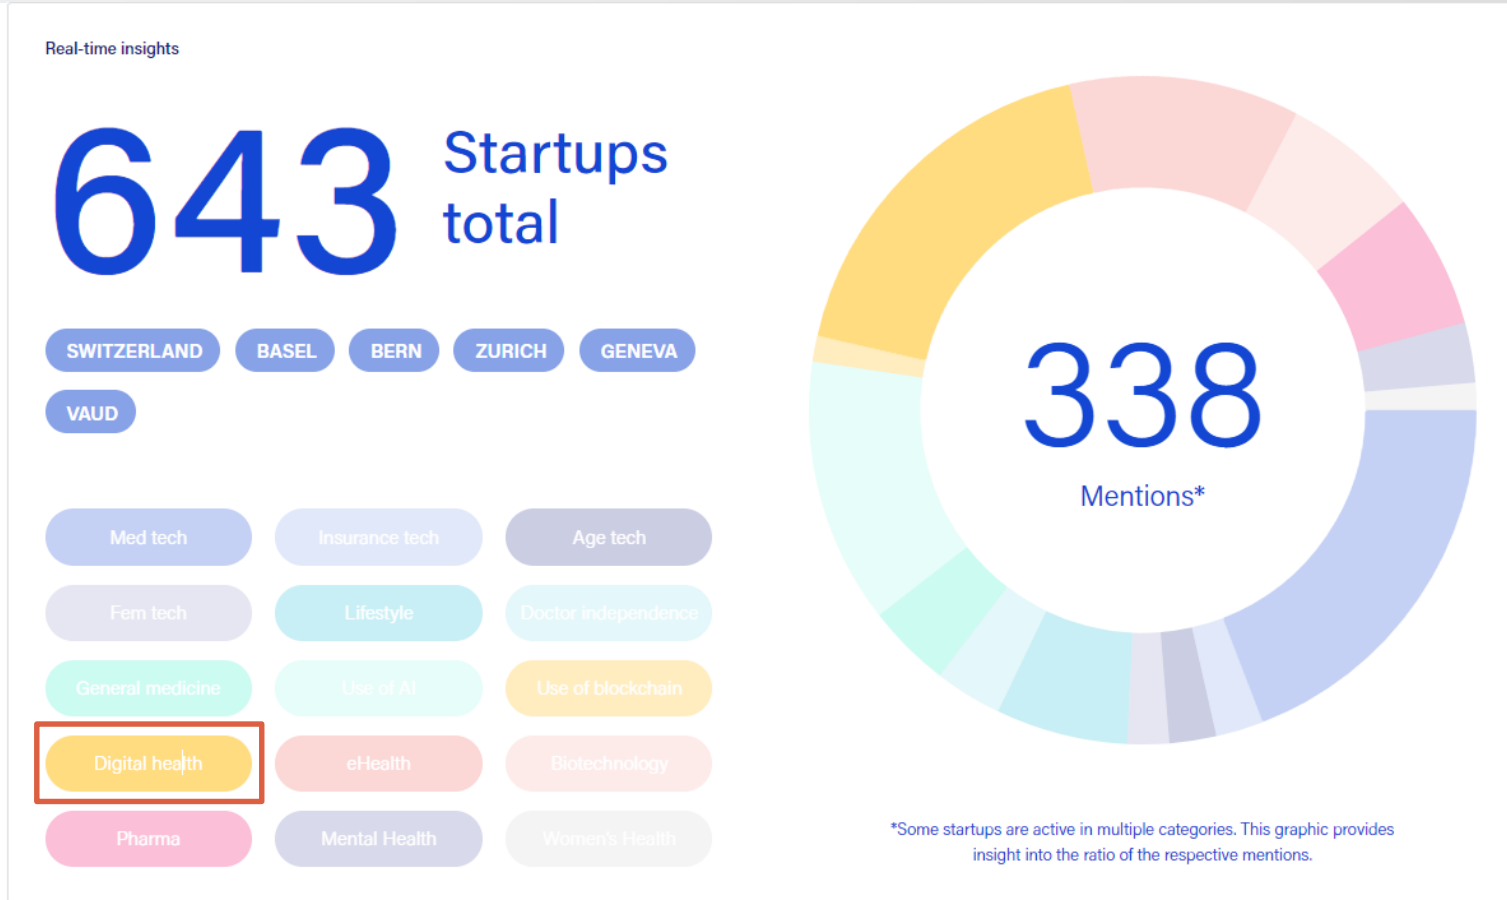 Real-time insights
643
Startups
total
SWITZERLAND
BASEL
BERN
ZURICH
GENEVA
VAUD
Med tech
Insurance tech
Age tech
Fem tech
Lifestyle
Doctor independence
General medicine
Use of AI
Use of blockchain
Digital health
eHealth
Biotechnology
Pharma
Mental Health
Women's Health
338
Mentions*
*Some startups are active in multiple categories. This graphic provides
insight into the ratio of the respective mentions.